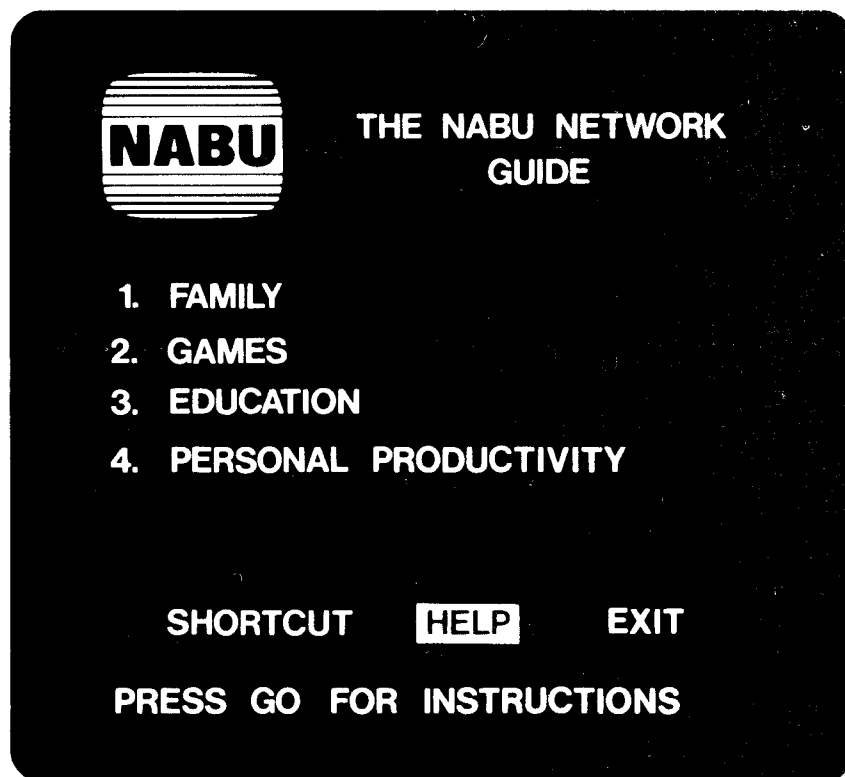 NABU
THE NABU NETWORK
GUIDE
1. FAMILY
2. GAMES
3. EDUCATION
4. PERSONAL PRODUCTIVITY
SHORTCUT HELP EXIT
PRESS GO FOR INSTRUCTIONS